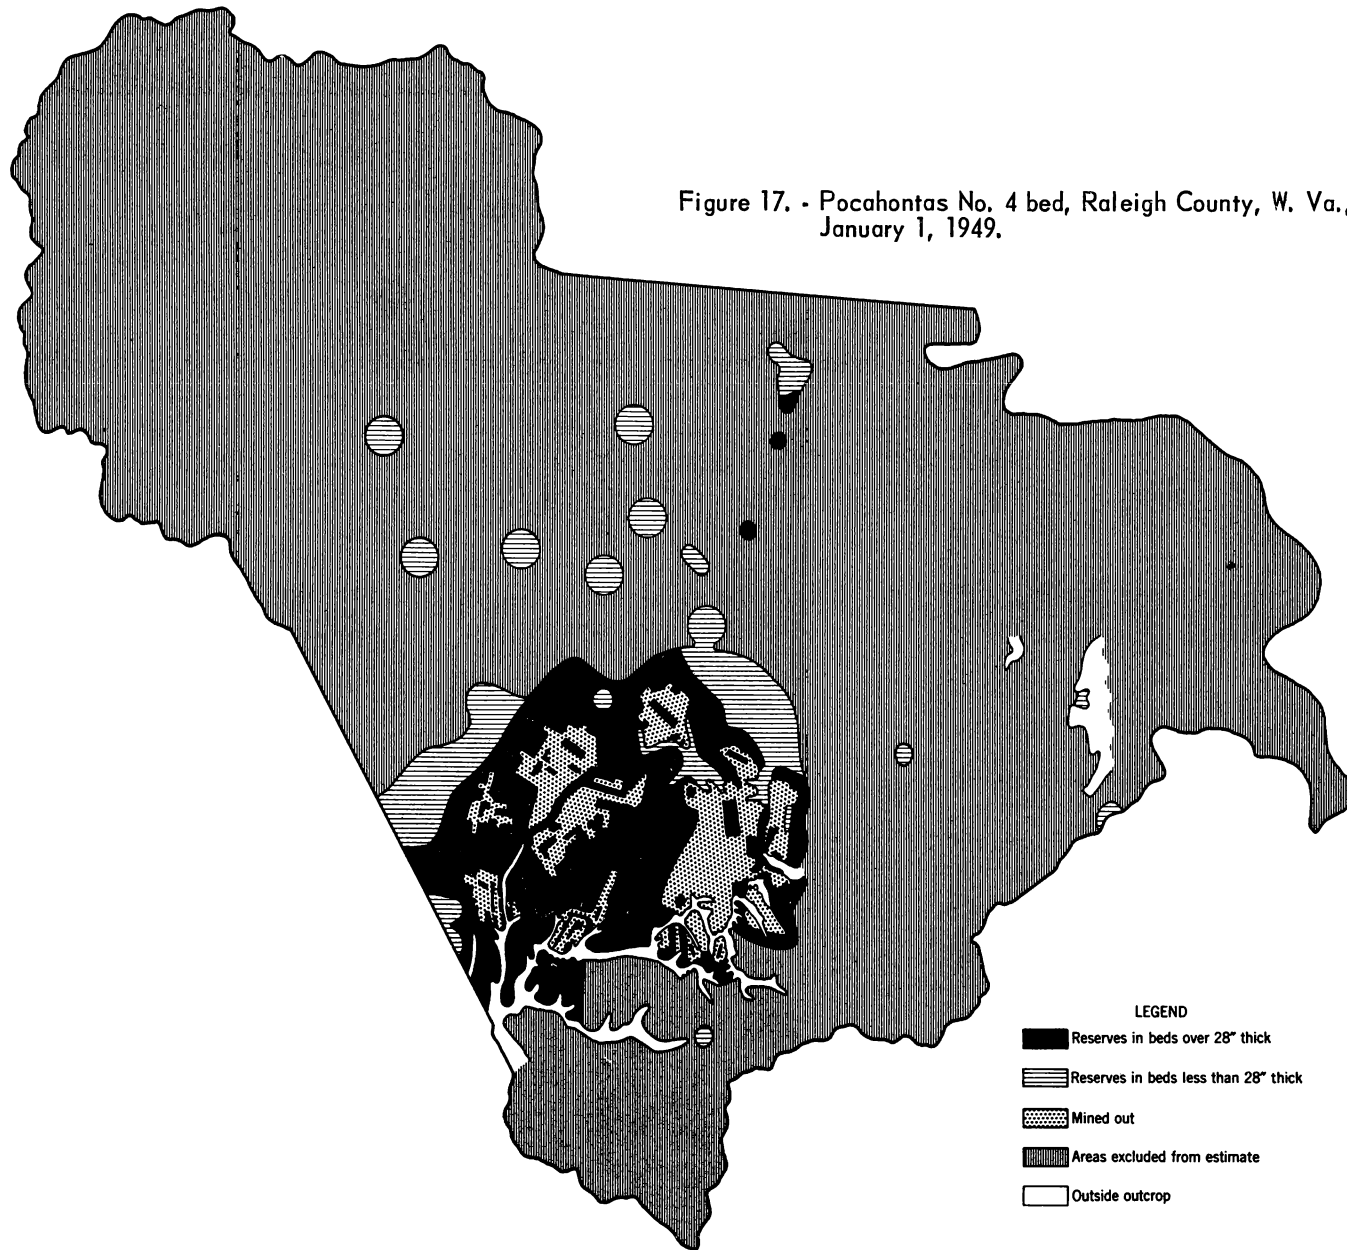 Figure 17. - Pocahontas No. 4 bed, Raleigh County, W. Va.,
January 1, 1949.
LEGEND
Reserves in beds over 28" thick
Reserves in beds less than 28" thick
Mined out
Areas excluded from estimate
Outside outcrop